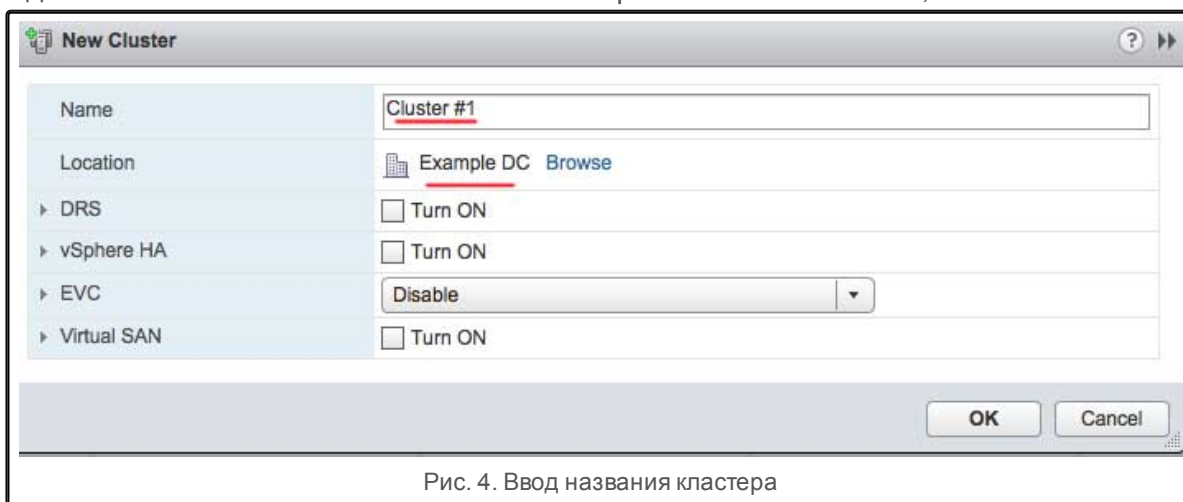 New Cluster
Name Cluster #1
Location Example DC Browse
DRS Turn ON
vSphere HA Turn ON
EVC Disable
Virtual SAN Turn ON
OK Cancel
Рис. 4. Ввод названия кластера